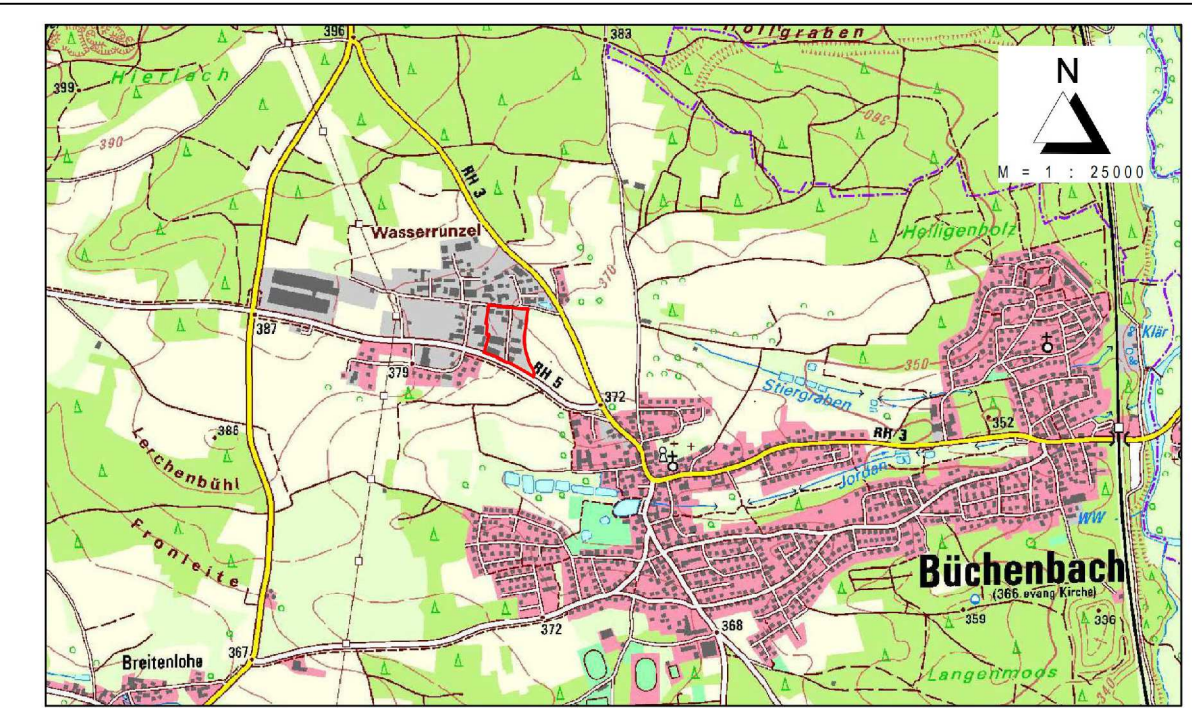 396
383
Hierlach
399
390
N
M = 1 : 25000
360
RH 3
Wasserrunzel
370
Heiligenholz
387
Klär
379
RH 5
350
Stiergraben
372
352
RH 3
386
Lerchenbühl
Jordan
WW
Fronleite
Büchenbach
(366 evang Kirche)
359
336
372
368
367
Breitenlohe
Langenmoos
340